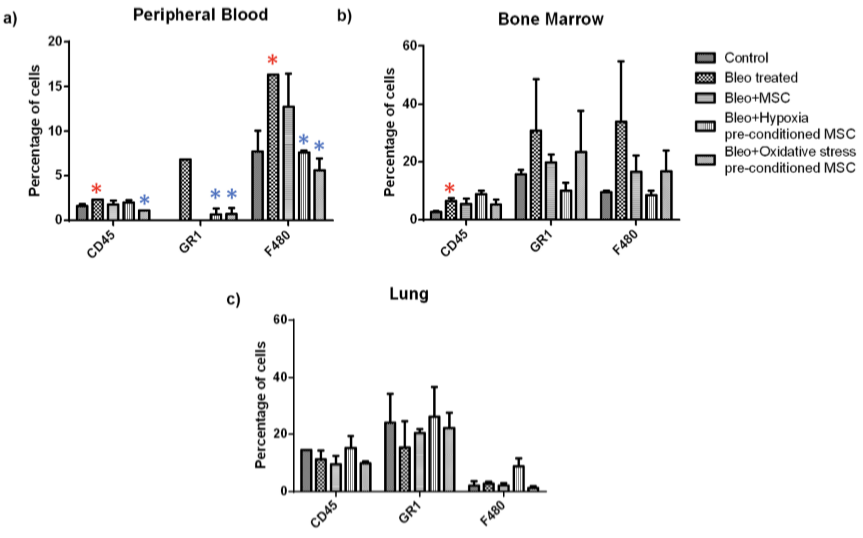 a)
Peripheral Blood
Percentage of cells
20
15
10
5
0
*
*
*
*
*
*
*
CD45
GR1
F480
b)
Bone Marrow
Percentage of cells
60
40
20
0
*
CD45
GR1
F480
Control
Bleo treated
Bleo+MSC
Bleo+Hypoxia
pre-conditioned MSC
Bleo+Oxidative stress
pre-conditioned MSC
c)
Lung
Percentage of cells
60
40
20
0
CD45
GR1
F480